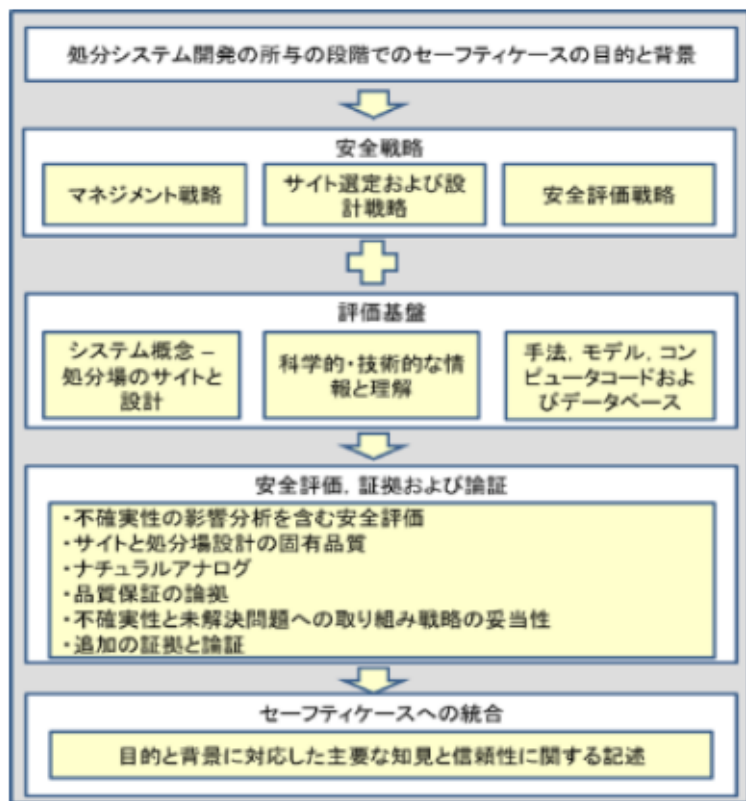 処分システム開発の所与の段階でのセーフティケースの目的と背景
安全戦略
マネジメント戦略
サイト選定および設
計戦略
安全評価戦略
評価基盤
システム概念 –
処分場のサイトと
設計
科学的・技術的な情
報と理解
手法，モデル，コン
ピュータコードおよ
びデータベース
安全評価，証拠および論証
・不確実性の影響分析を含む安全評価
・サイトと処分場設計の固有品質
・ナチュラルアナログ
・品質保証の論拠
・不確実性と未解決問題への取り組み戦略の妥当性
・追加の証拠と論証
セーフティケースへの統合
目的と背景に対応した主要な知見と信頼性に関する記述